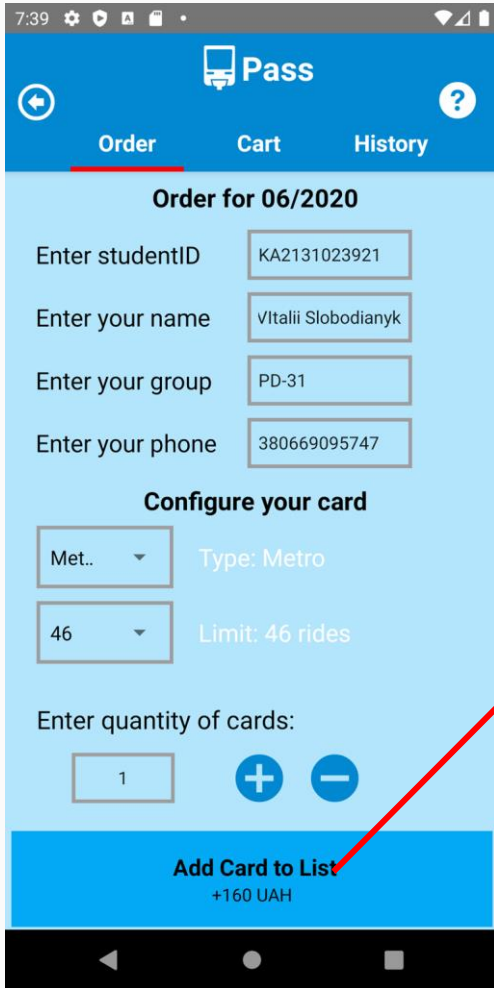 7:39
Pass
?
Order Cart History
Order for 06/2020
Enter studentID KA2131023921
Enter your name VItalii Slobodianyk
Enter your group PD-31
Enter your phone 380669095747
Configure your card
Met.. Type: Metro
46 Limit: 46 rides
Enter quantity of cards:
1
Add Card to List
+160 UAH